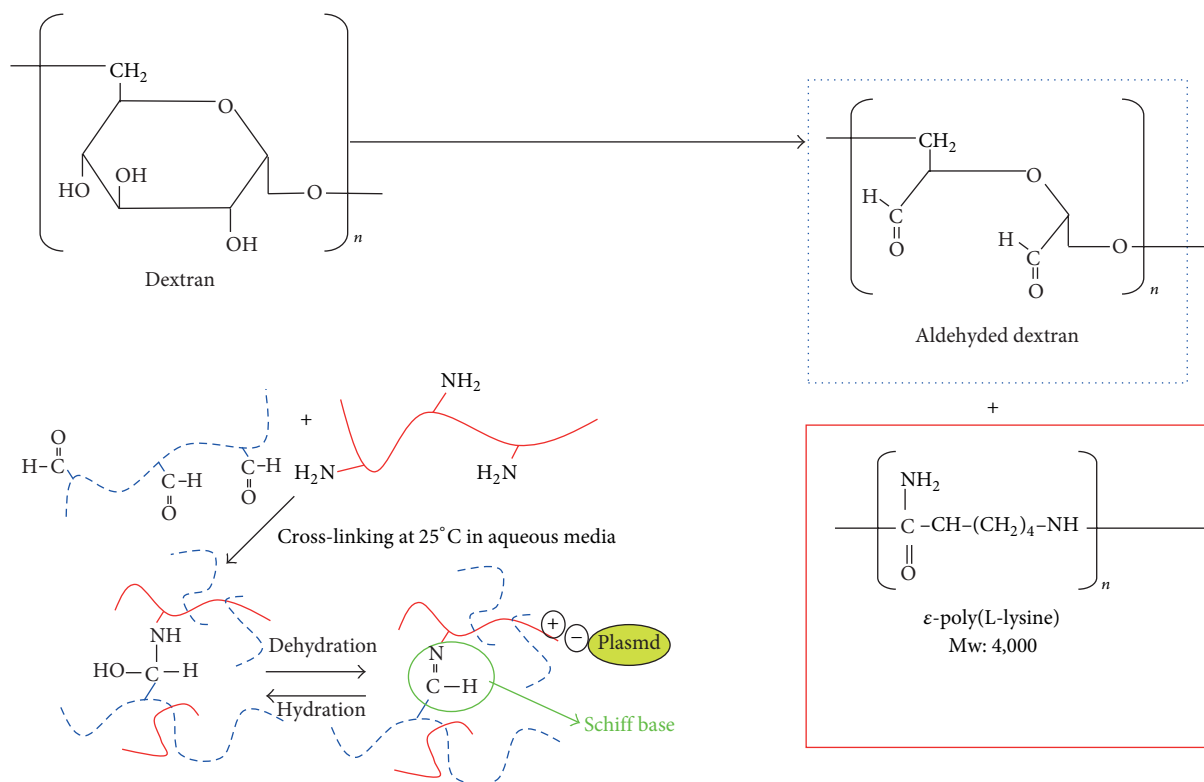 CH₂
O
HO
OH
OH
O
n
Dextran
CH₂
O
H
C
O
H
C
O
O
n
Aldehyded dextran
+
NH₂
C–CH–(CH₂)₄–NH
O
n
ε-poly(L-lysine)
Mw: 4,000
O
H–C
C–H
O
C–H
O
+
NH₂
H₂N
H₂N
Cross-linking at 25°C in aqueous media
NH
HO–C–H
Dehydration
Hydration
N
C–H
+
−
Plasmd
Schiff base